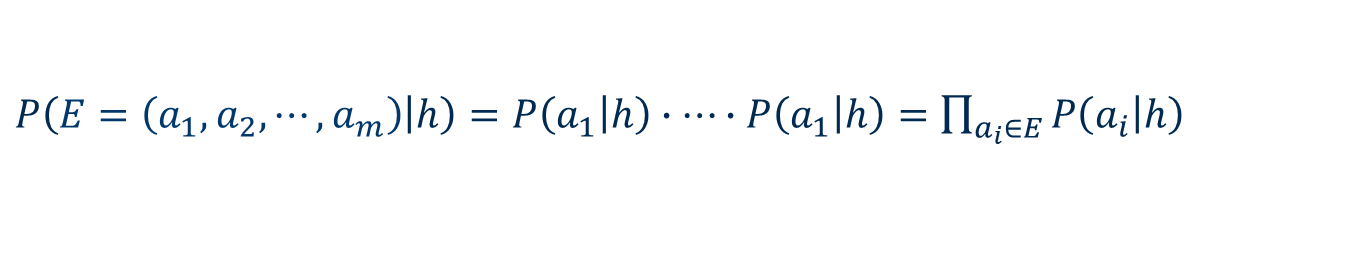 P(E = (a₁, a₂, ⋯, aₘ)|h) = P(a₁|h) · ⋯ · P(a₁|h) = ∏_{aᵢ∈E} P(aᵢ|h)